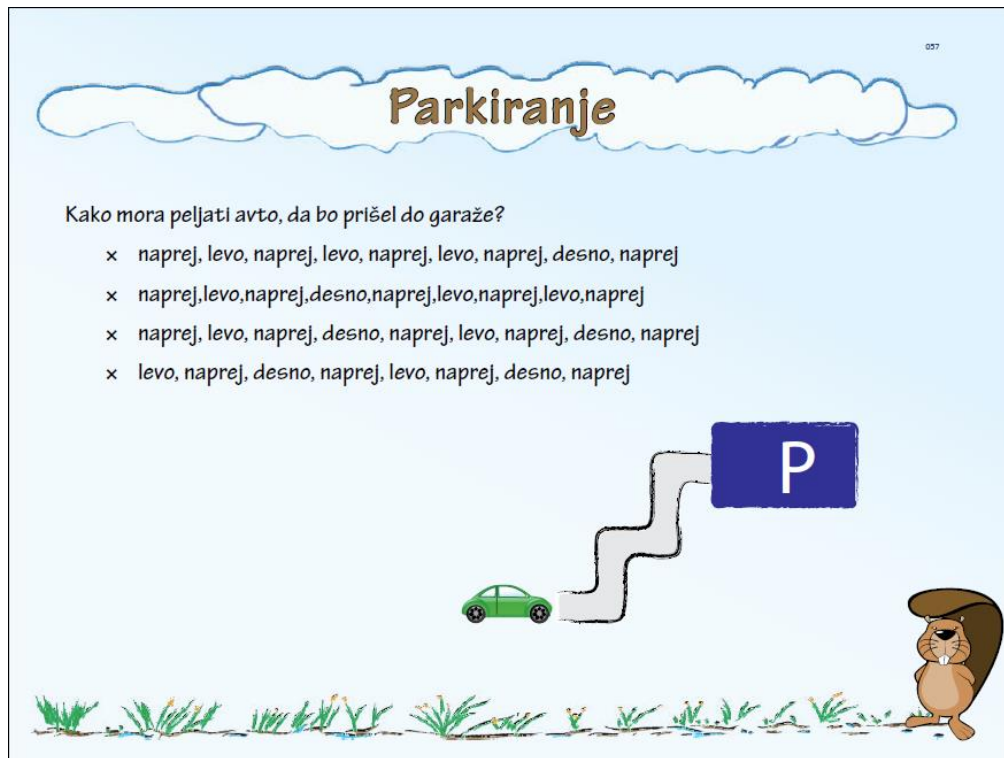 057
Parkiranje
Kako mora peljati avto, da bo prišel do garaže?
× naprej, levo, naprej, levo, naprej, levo, naprej, desno, naprej
× naprej,levo,naprej,desno,naprej,levo,naprej,levo,naprej
× naprej, levo, naprej, desno, naprej, levo, naprej, desno, naprej
× levo, naprej, desno, naprej, levo, naprej, desno, naprej
P